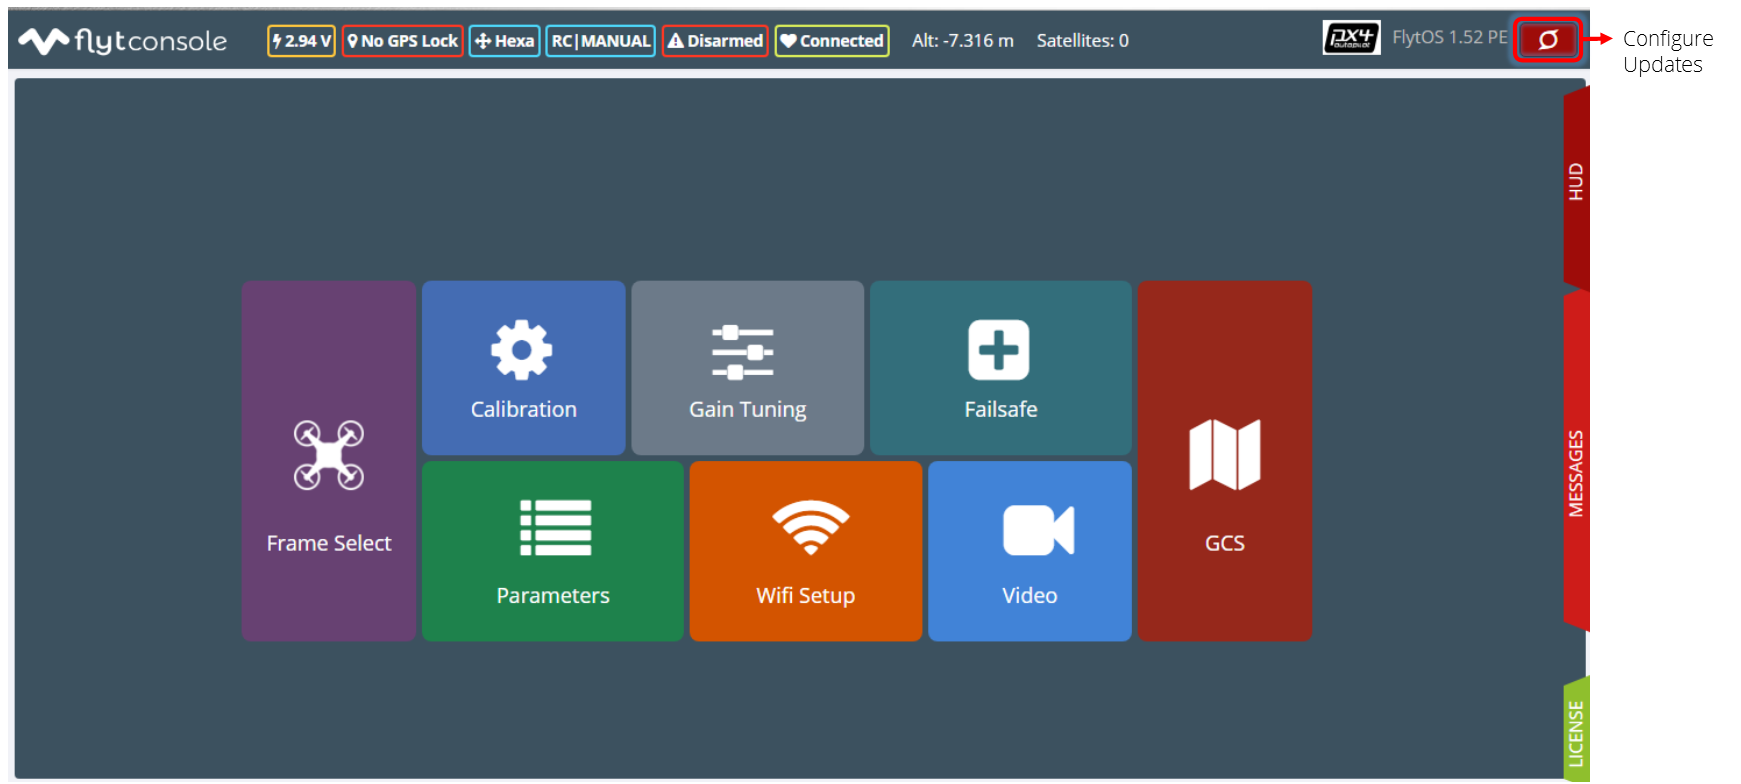 flytconsole
2.94 V
No GPS Lock
Hexa
RC|MANUAL
Disarmed
Connected
Alt: -7.316 m
Satellites: 0
px4
autopilot
FlytOS 1.52 PE
Configure
Updates
HUD
Calibration
Gain Tuning
Failsafe
MESSAGES
Frame Select
GCS
Parameters
Wifi Setup
Video
LICENSE